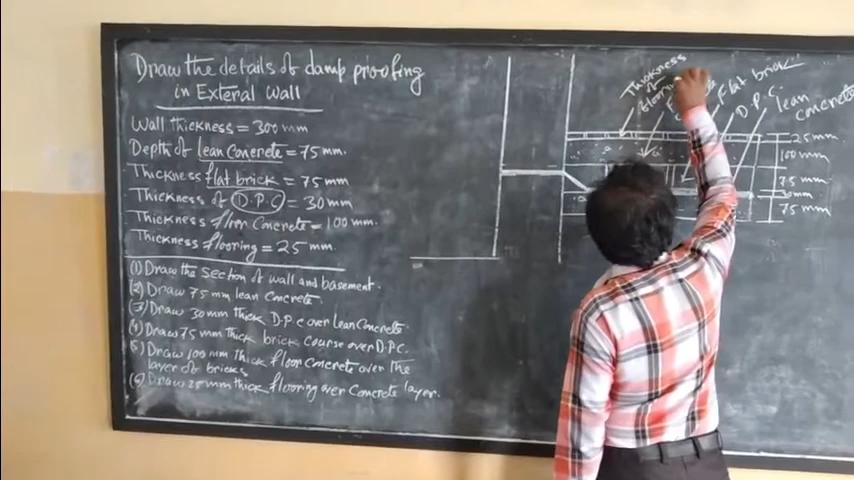 Draw the details of damp proofing
in External wall
Wall thickness = 300 mm
Depth of lean Concrete = 75 mm.
Thickness flat brick = 75 mm
Thickness of D.P.C = 30 mm
Thickness floor Concrete = 100 mm
Thickness flooring = 25 mm
(1) Draw the section of wall and basement.
(2) Draw 75 mm lean Concrete.
(3) Draw 30mm thick D.P.C over Lean Concrete
(4) Draw 75 mm thick brick Course over D.P.C.
(5) Draw 100 mm thick floor Concrete over the
layer of bricks
(6) Draw 25 mm thick flooring over Concrete layer.
Thickness
of
flooring
Flat brick
D.P.C.
lean
concrete
25mm
100 mm
75 mm
30mm
75 mm